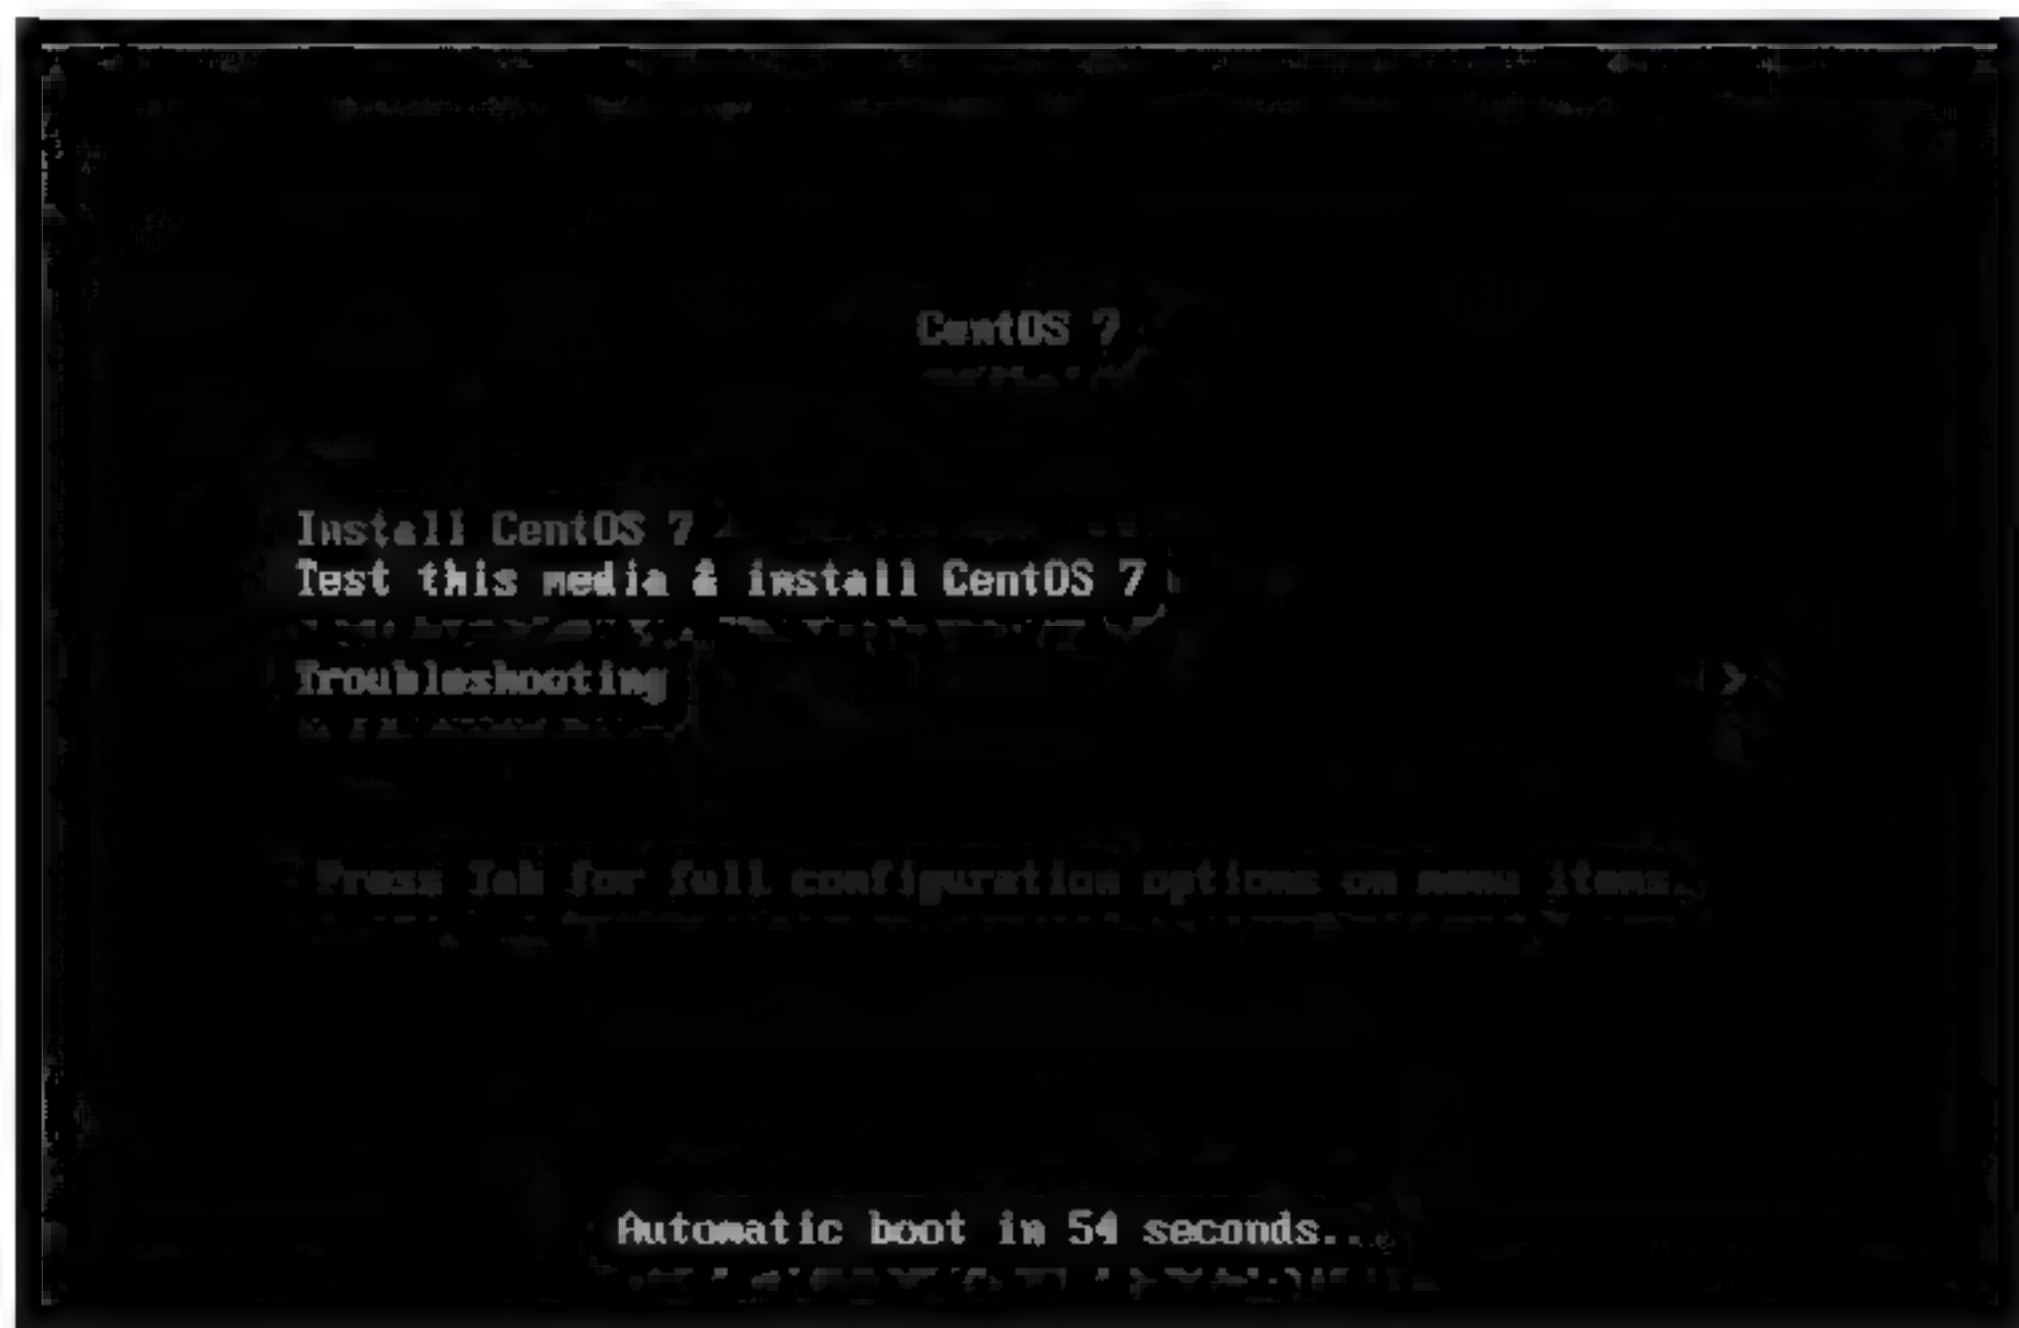 CentOS 7
Install CentOS 7
Test this media & install CentOS 7
Troubleshooting >
Press Tab for full configuration options on menu items.
Automatic boot in 54 seconds...